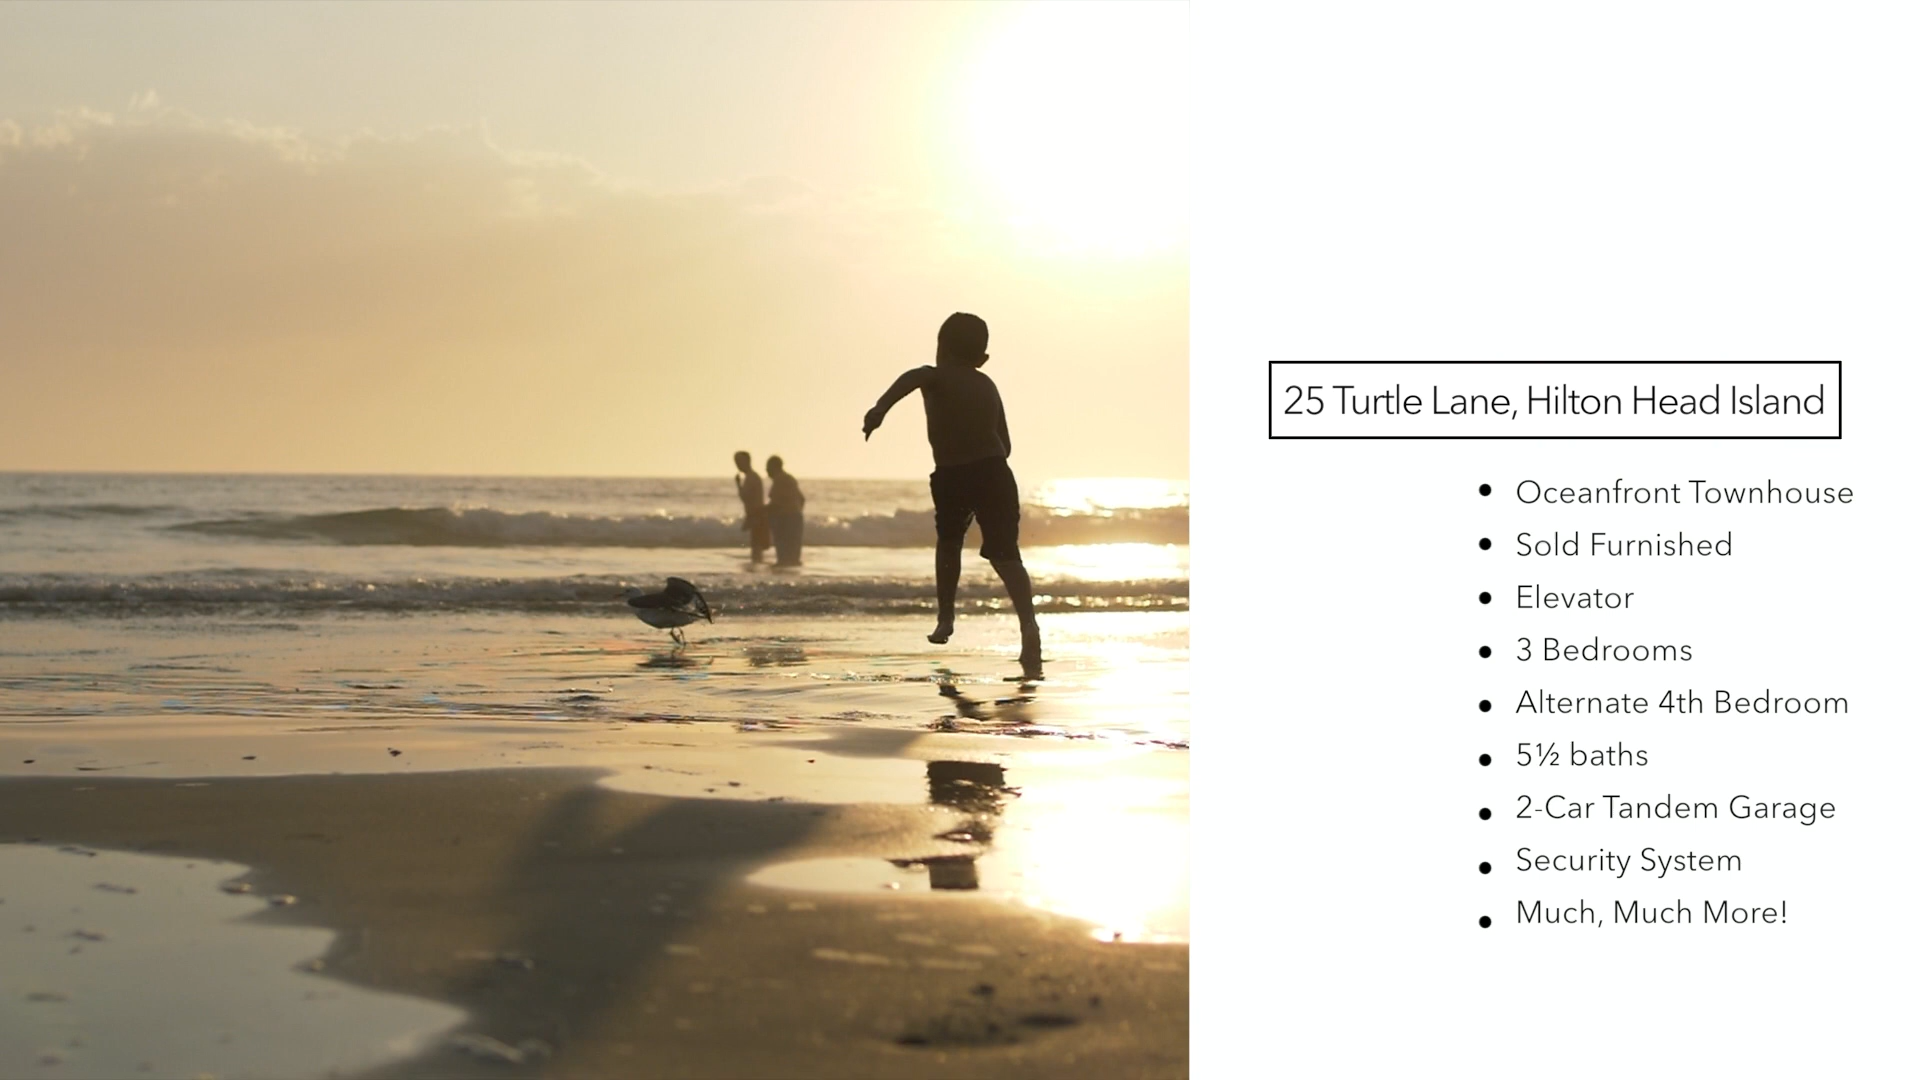 25 Turtle Lane, Hilton Head Island
• Oceanfront Townhouse
• Sold Furnished
• Elevator
• 3 Bedrooms
• Alternate 4th Bedroom
• 5½ baths
• 2-Car Tandem Garage
• Security System
• Much, Much More!